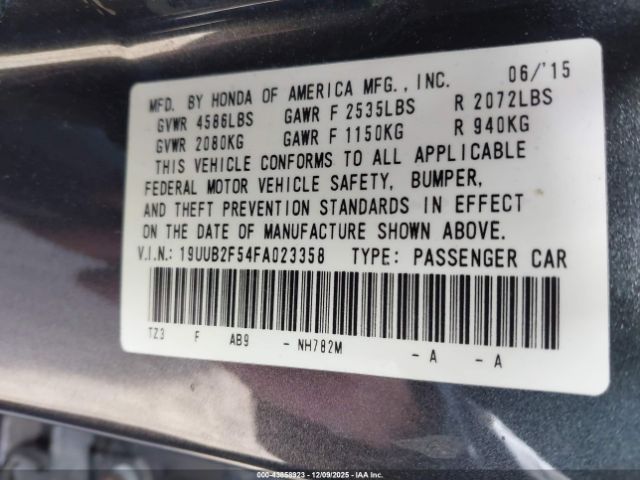 MFD. BY HONDA OF AMERICA MFG., INC. 06/'15
GVWR 4586LBS GAWR F 2535LBS R 2072LBS
GVWR 2080KG GAWR F 1150KG R 940KG
THIS VEHICLE CONFORMS TO ALL APPLICABLE
FEDERAL MOTOR VEHICLE SAFETY, BUMPER,
AND THEFT PREVENTION STANDARDS IN EFFECT
ON THE DATE OF MANUFACTURE SHOWN ABOVE.
V.I.N.: 19UUB2F54FA023358 TYPE: PASSENGER CAR
TZ3 F AB9 - NH782M - A - A
000-43858923 - 12/09/2025 - IAA.com